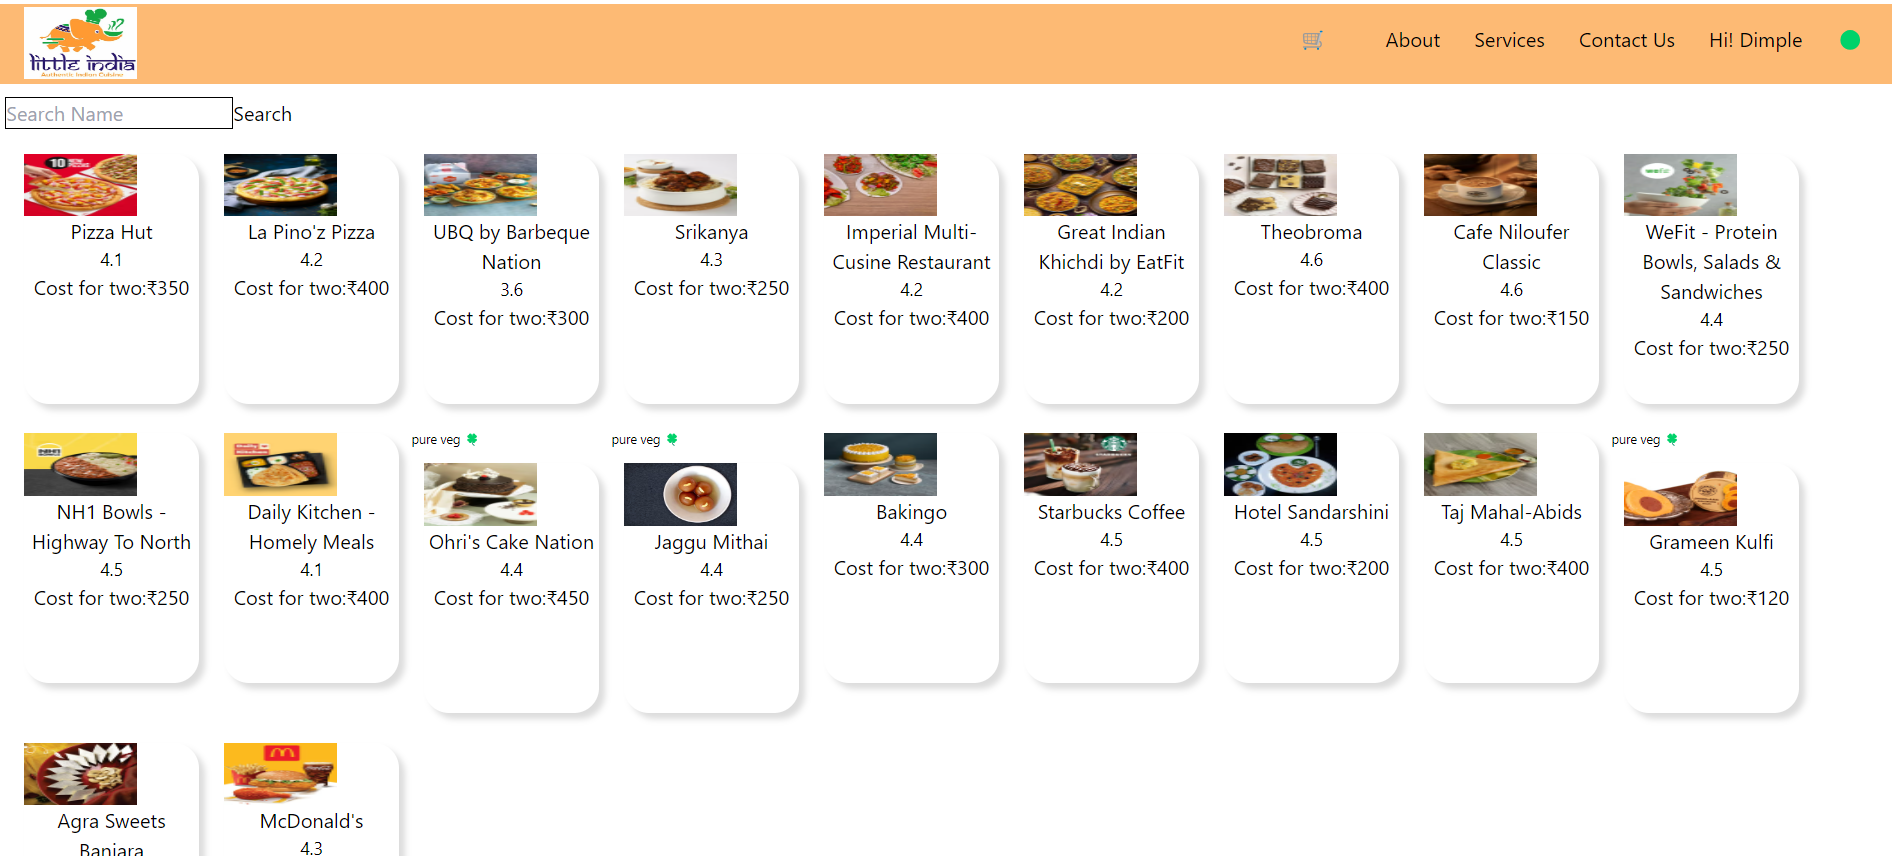 little india
Authentic Indian Cuisine
🛒 About Services Contact Us Hi! Dimple
Search Name Search
10
Pizza Hut
4.1
Cost for two:₹350
La Pino'z Pizza
4.2
Cost for two:₹400
UBQ by Barbeque
Nation
3.6
Cost for two:₹300
Srikanya
4.3
Cost for two:₹250
Imperial Multi-
Cusine Restaurant
4.2
Cost for two:₹400
Great Indian
Khichdi by EatFit
4.2
Cost for two:₹200
Theobroma
4.6
Cost for two:₹400
Cafe Niloufer
Classic
4.6
Cost for two:₹150
WeFit - Protein
Bowls, Salads &
Sandwiches
4.4
Cost for two:₹250
NH1 Bowls -
Highway To North
4.5
Cost for two:₹250
Daily Kitchen -
Homely Meals
4.1
Cost for two:₹400
pure veg 🍀
Ohri's Cake Nation
4.4
Cost for two:₹450
pure veg 🍀
Jaggu Mithai
4.4
Cost for two:₹250
Bakingo
4.4
Cost for two:₹300
Starbucks Coffee
4.5
Cost for two:₹400
Hotel Sandarshini
4.5
Cost for two:₹200
Taj Mahal-Abids
4.5
Cost for two:₹400
pure veg 🍀
Grameen Kulfi
4.5
Cost for two:₹120
Agra Sweets
Banjara
McDonald's
4.3